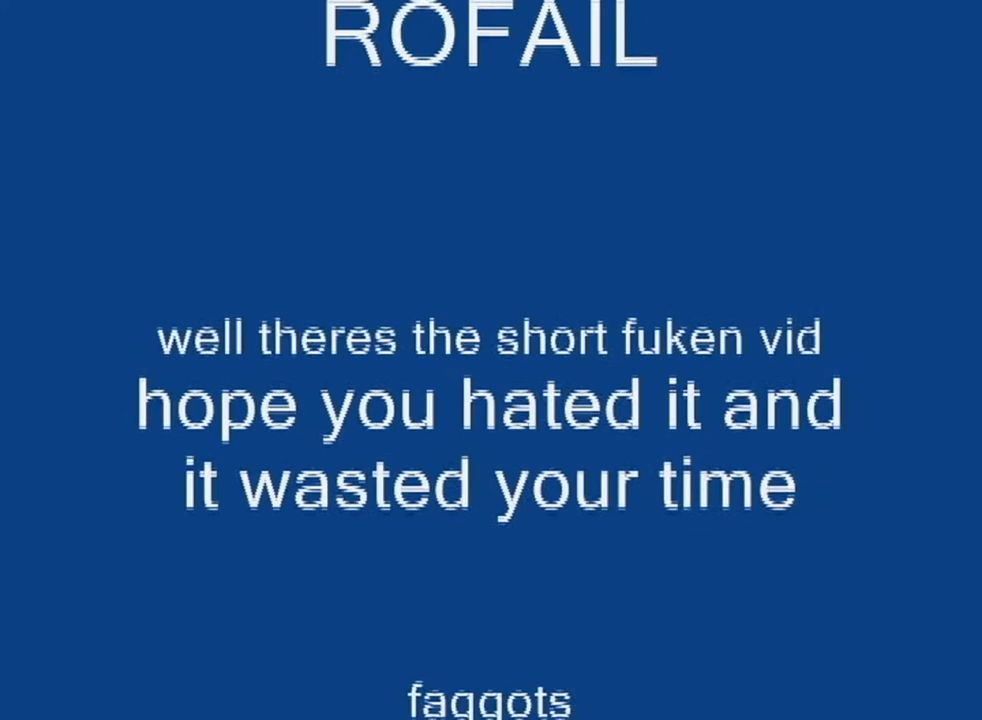 ROFAIL
well theres the short fuken vid
hope you hated it and
it wasted your time
faggots